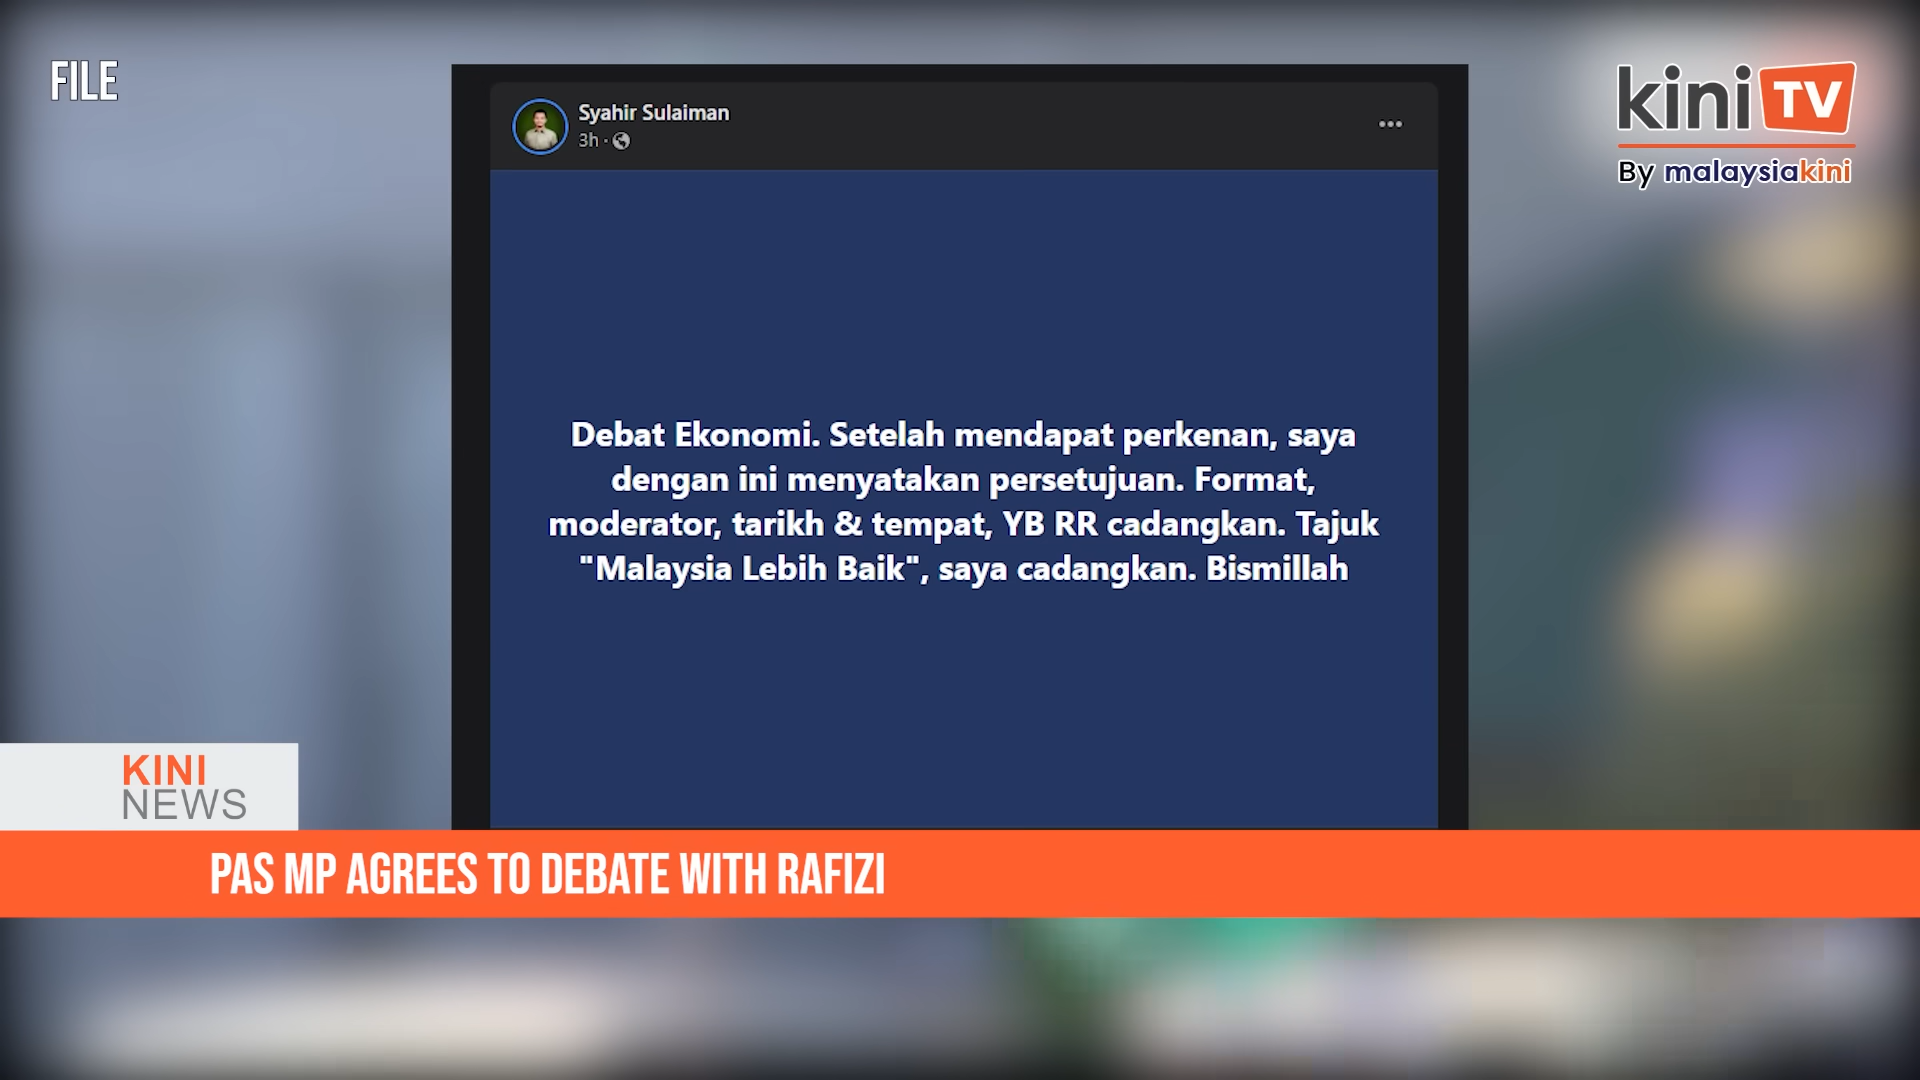 FILE
kini TV
By malaysiakini
Syahir Sulaiman
3h
Debat Ekonomi. Setelah mendapat perkenan, saya
dengan ini menyatakan persetujuan. Format,
moderator, tarikh & tempat, YB RR cadangkan. Tajuk
"Malaysia Lebih Baik", saya cadangkan. Bismillah
KINI
NEWS
PAS MP AGREES TO DEBATE WITH RAFIZI